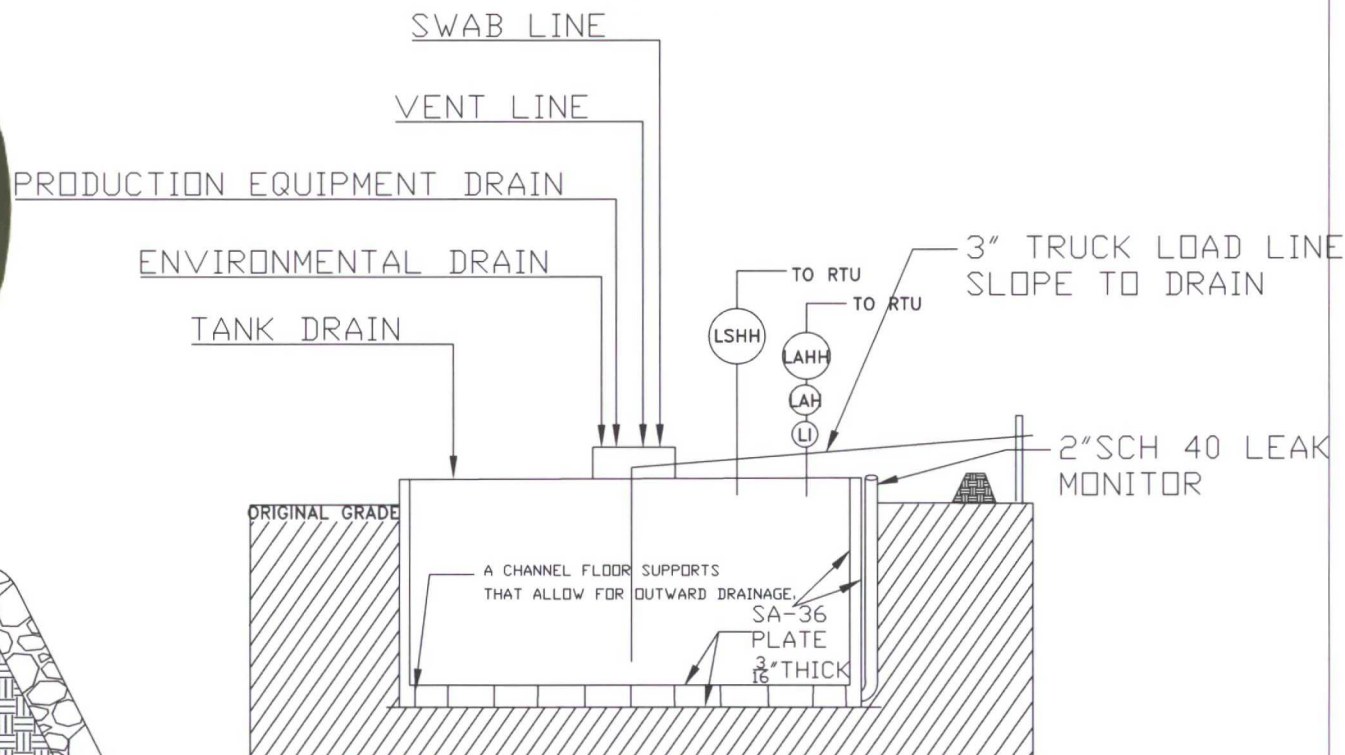 SWAB LINE
VENT LINE
PRODUCTION EQUIPMENT DRAIN
ENVIRONMENTAL DRAIN
TANK DRAIN
TO RTU
TO RTU
3" TRUCK LOAD LINE
SLOPE TO DRAIN
LSHH
LAHH
LAH
LI
2"SCH 40 LEAK
MONITOR
ORIGINAL GRADE
A CHANNEL FLOOR SUPPORTS
THAT ALLOW FOR OUTWARD DRAINAGE.
SA-36
PLATE
3/16"THICK